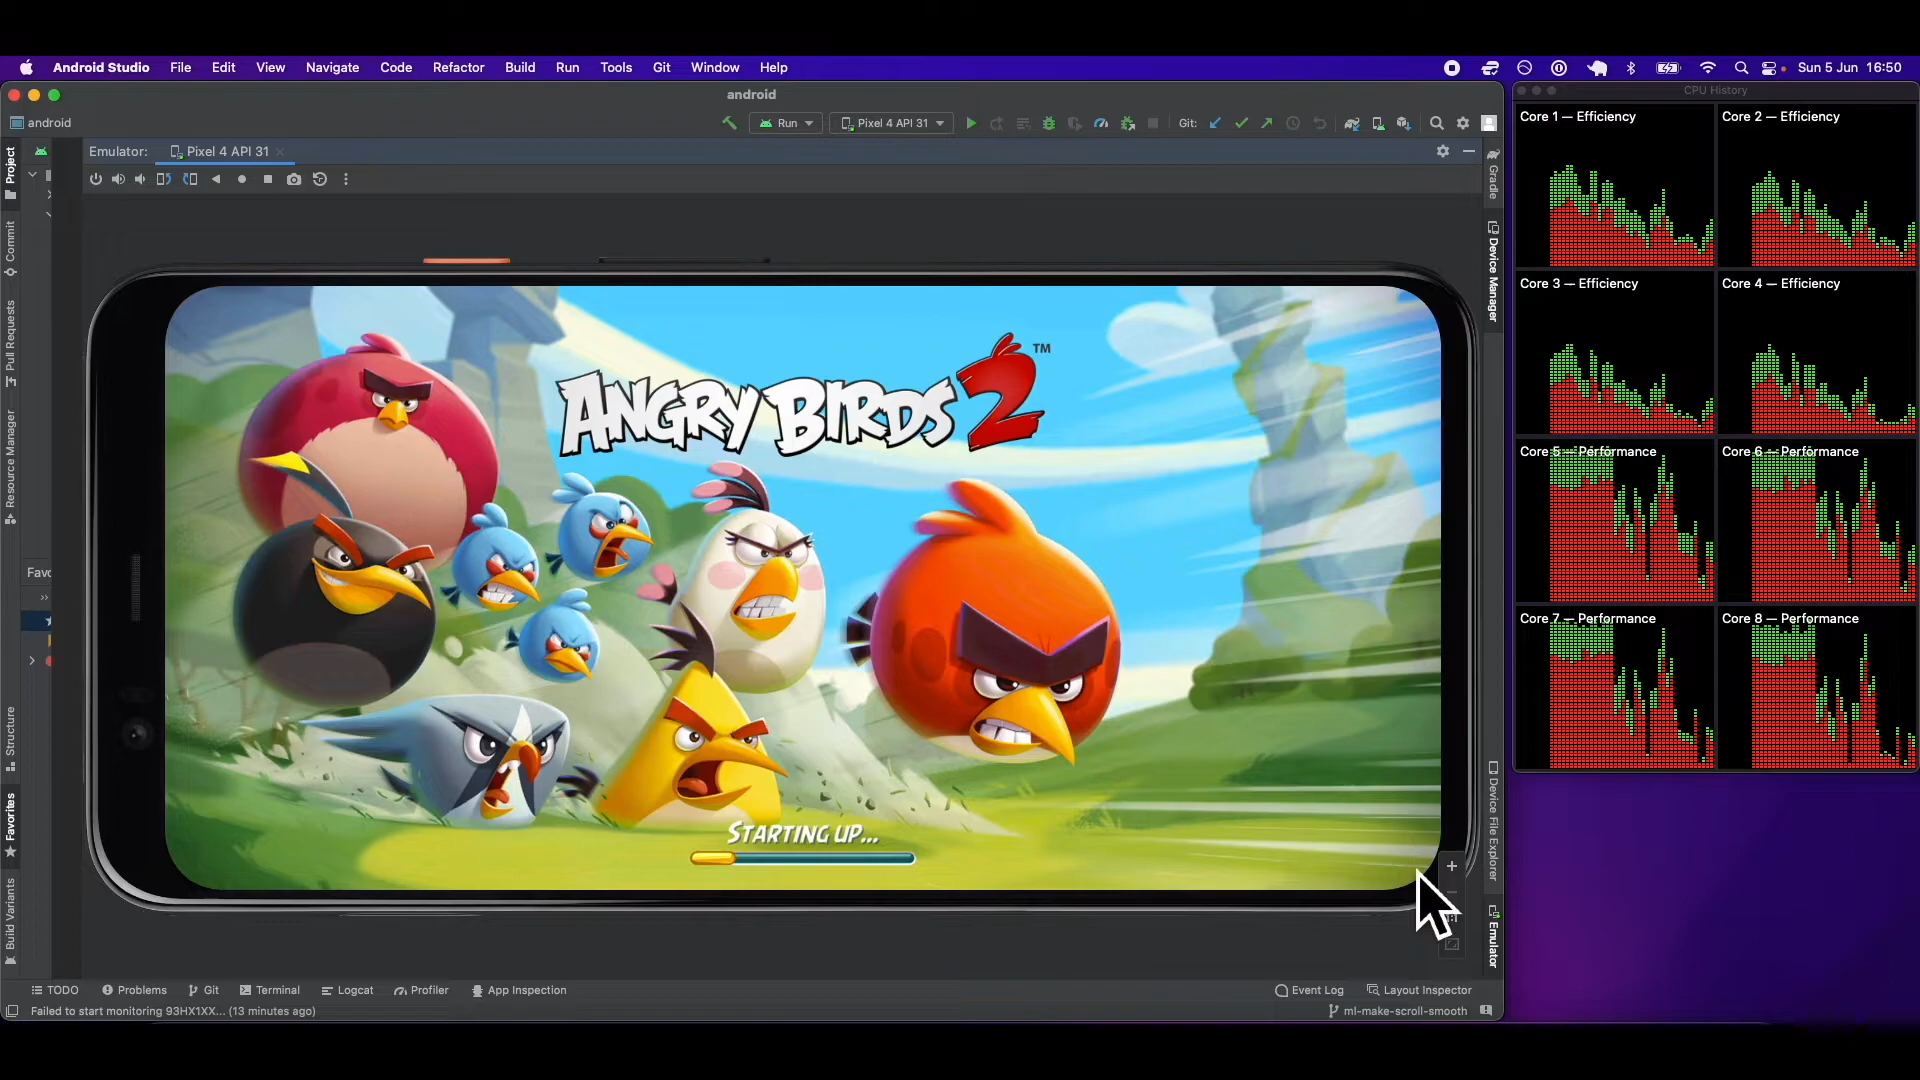 Android Studio File Edit View Navigate Code Refactor Build Run Tools Git Window Help Sun 5 Jun 16:50
android
CPU History
android Run Pixel 4 API 31 Git:
Emulator: Pixel 4 API 31
Project
Commit
Pull Requests
Resource Manager
Structure
Favorites
Build Variants
Favo
ANGRY BIRDS 2 TM
STARTING UP...
Gradle
Device Manager
Device File Explorer
Emulator
Core 1 — Efficiency Core 2 — Efficiency
Core 3 — Efficiency Core 4 — Efficiency
Core 5 — Performance Core 6 — Performance
Core 7 — Performance Core 8 — Performance
TODO Problems Git Terminal Logcat Profiler App Inspection Event Log Layout Inspector
Failed to start monitoring 93HX1XX... (13 minutes ago) ml-make-scroll-smooth